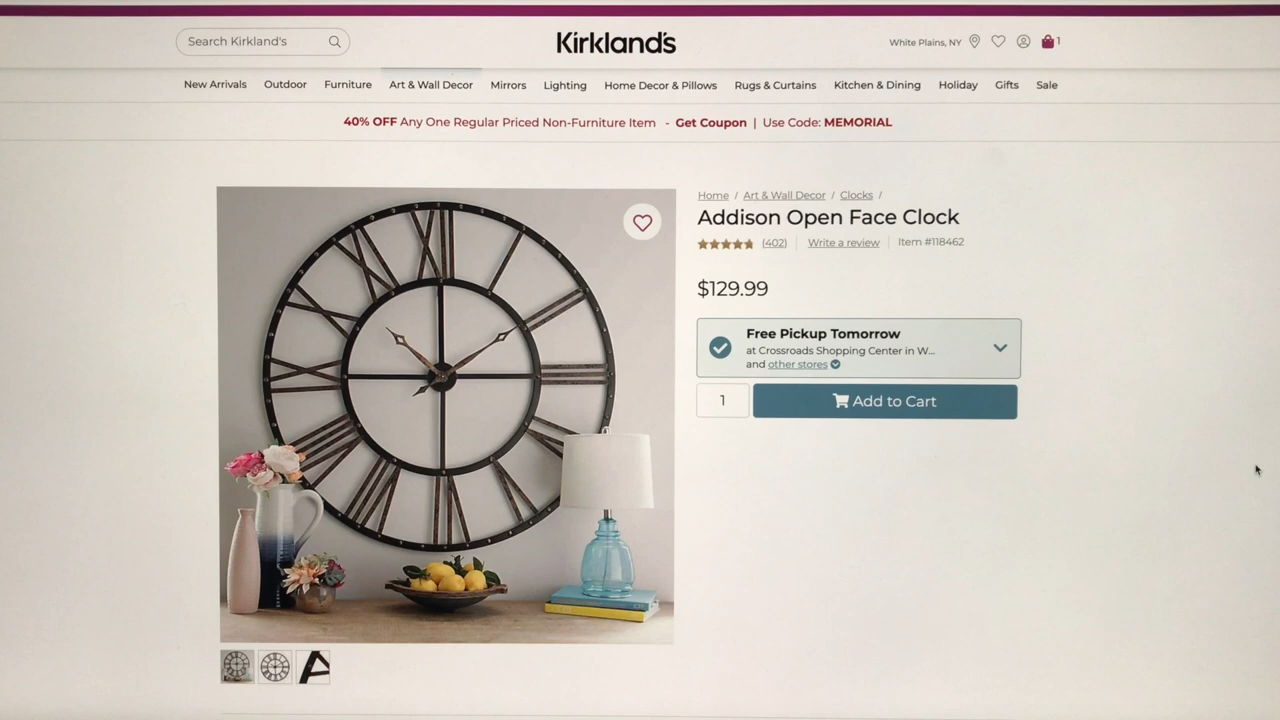 Search Kirkland's
Kirkland's
White Plains, NY
1
New Arrivals Outdoor Furniture Art & Wall Decor Mirrors Lighting Home Decor & Pillows Rugs & Curtains Kitchen & Dining Holiday Gifts Sale
40% OFF Any One Regular Priced Non-Furniture Item - Get Coupon | Use Code: MEMORIAL
Home / Art & Wall Decor / Clocks /
Addison Open Face Clock
(402) Write a review Item #118462
$129.99
Free Pickup Tomorrow
at Crossroads Shopping Center in W...
and other stores
1
Add to Cart